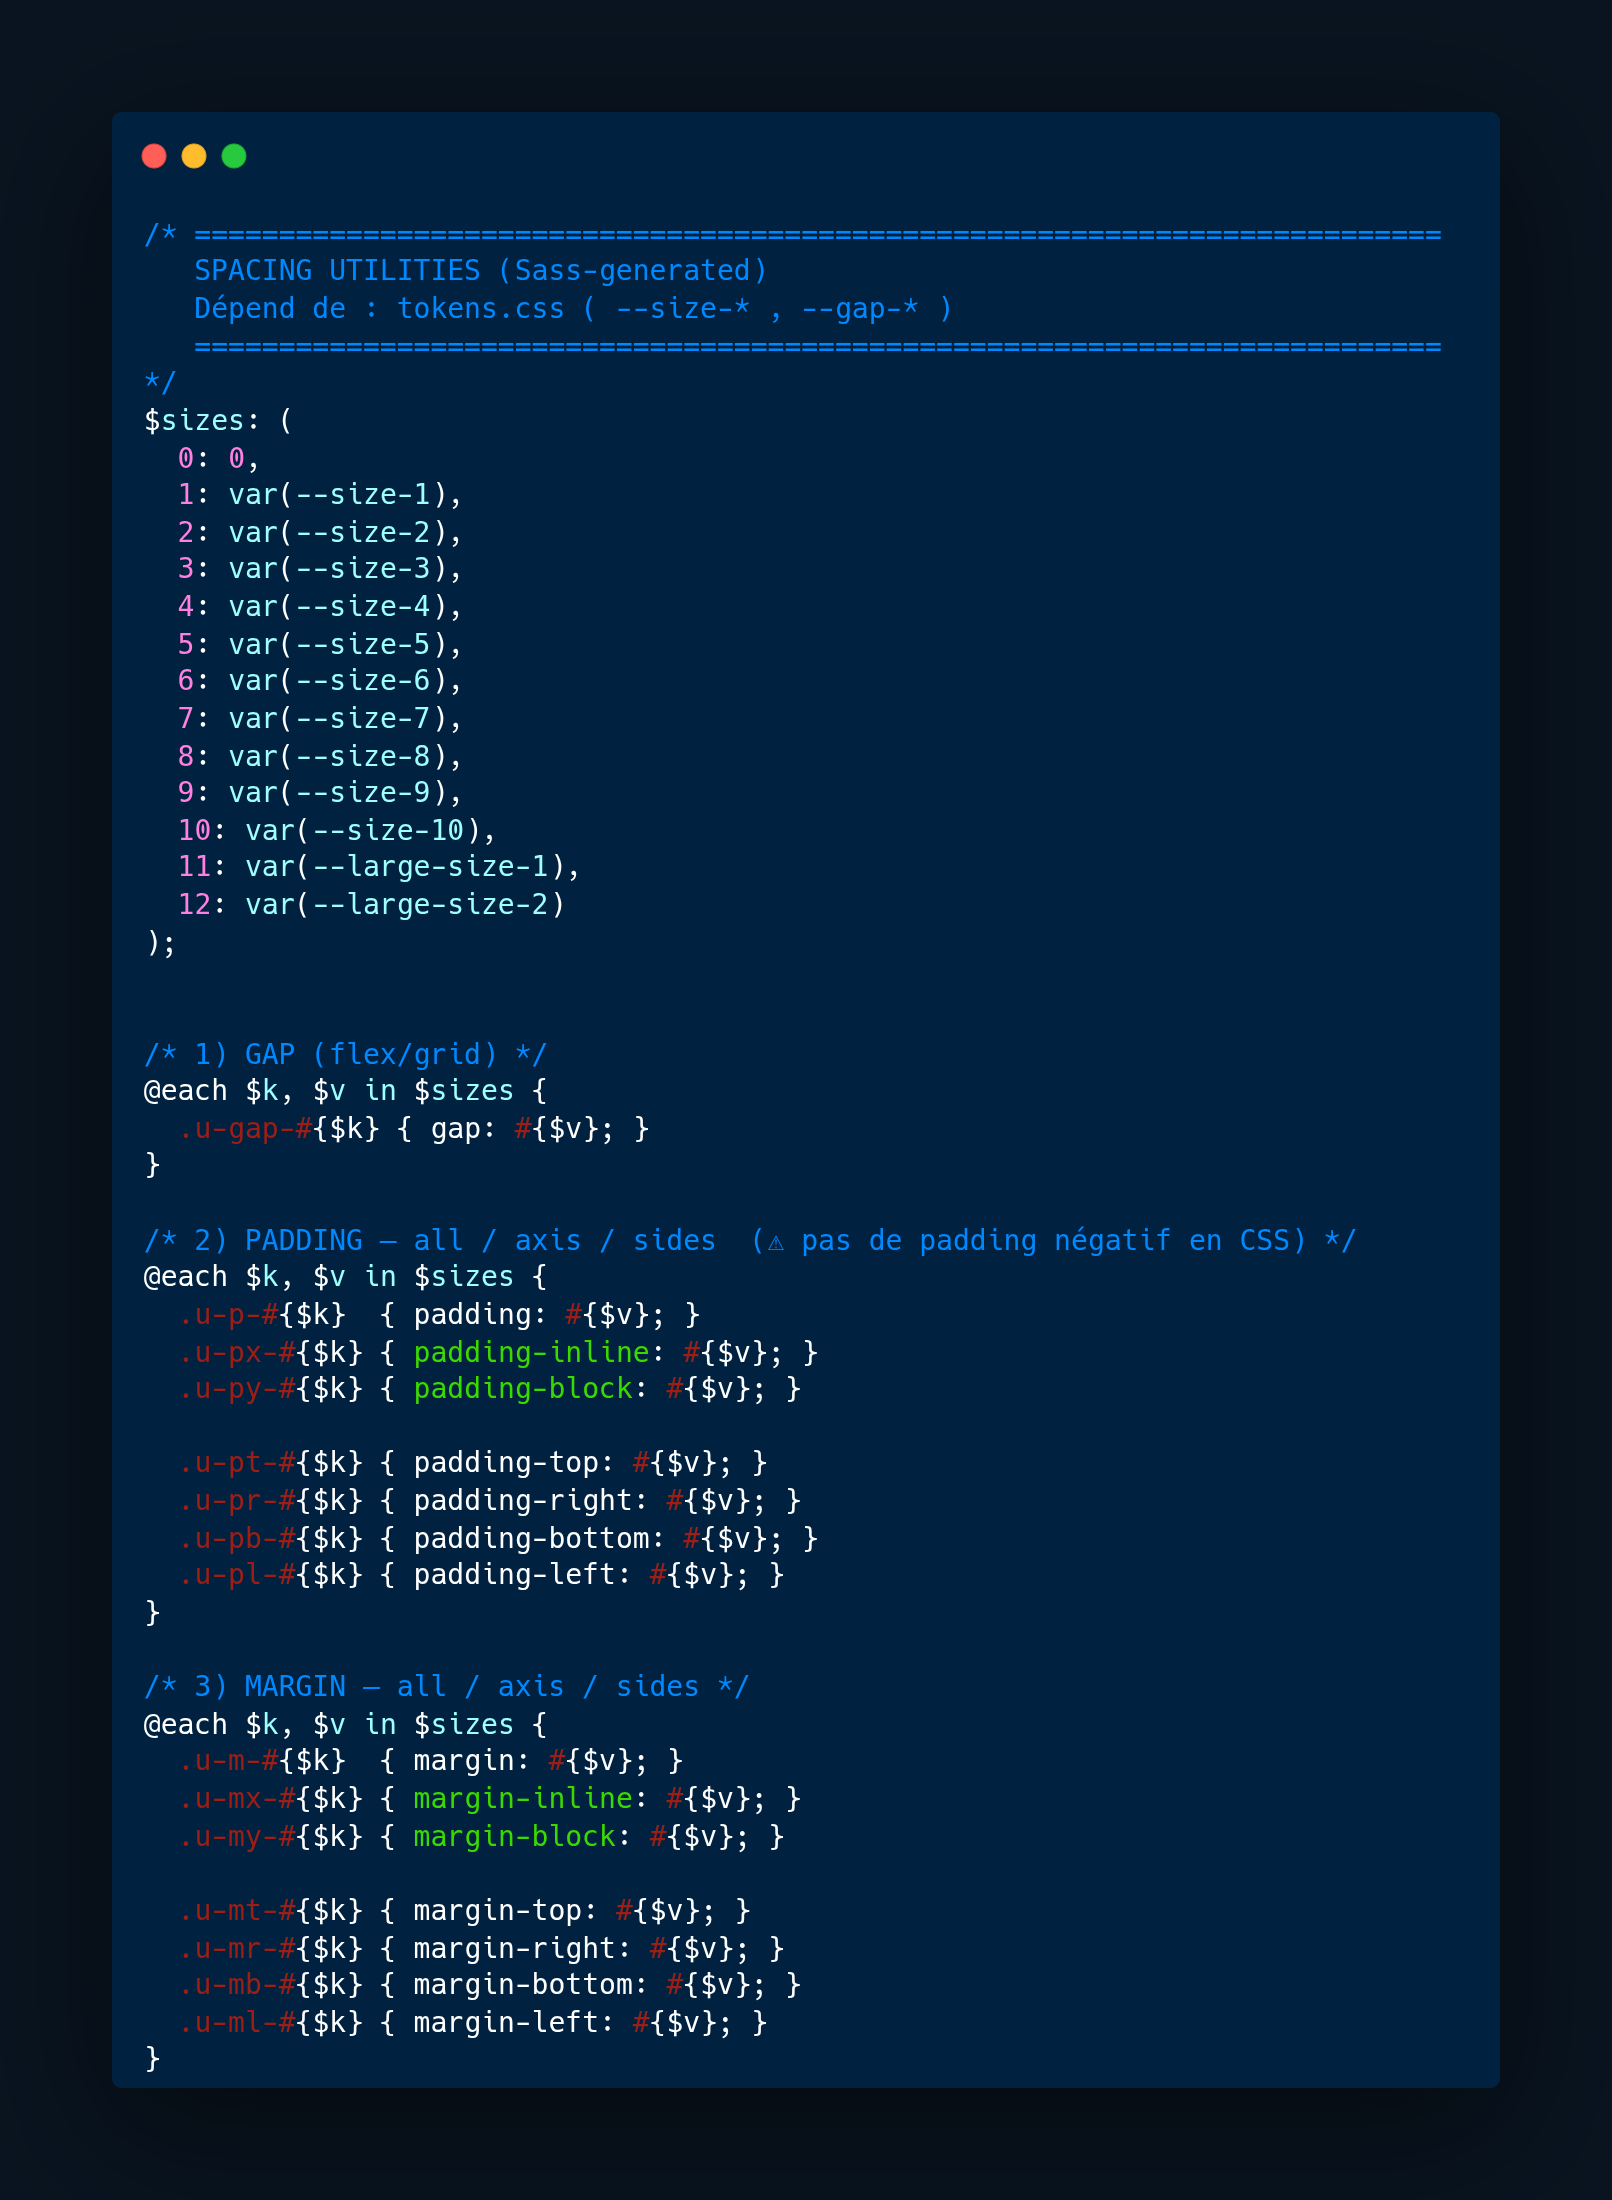 /* ==========================================================================
   SPACING UTILITIES (Sass-generated)
   Dépend de : tokens.css ( --size-* , --gap-* )
   ==========================================================================
*/
$sizes: (
  0: 0,
  1: var(--size-1),
  2: var(--size-2),
  3: var(--size-3),
  4: var(--size-4),
  5: var(--size-5),
  6: var(--size-6),
  7: var(--size-7),
  8: var(--size-8),
  9: var(--size-9),
  10: var(--size-10),
  11: var(--large-size-1),
  12: var(--large-size-2)
);


/* 1) GAP (flex/grid) */
@each $k, $v in $sizes {
  .u-gap-#{$k} { gap: #{$v}; }
}

/* 2) PADDING — all / axis / sides  (⚠ pas de padding négatif en CSS) */
@each $k, $v in $sizes {
  .u-p-#{$k}  { padding: #{$v}; }
  .u-px-#{$k} { padding-inline: #{$v}; }
  .u-py-#{$k} { padding-block: #{$v}; }

  .u-pt-#{$k} { padding-top: #{$v}; }
  .u-pr-#{$k} { padding-right: #{$v}; }
  .u-pb-#{$k} { padding-bottom: #{$v}; }
  .u-pl-#{$k} { padding-left: #{$v}; }
}

/* 3) MARGIN — all / axis / sides */
@each $k, $v in $sizes {
  .u-m-#{$k}  { margin: #{$v}; }
  .u-mx-#{$k} { margin-inline: #{$v}; }
  .u-my-#{$k} { margin-block: #{$v}; }

  .u-mt-#{$k} { margin-top: #{$v}; }
  .u-mr-#{$k} { margin-right: #{$v}; }
  .u-mb-#{$k} { margin-bottom: #{$v}; }
  .u-ml-#{$k} { margin-left: #{$v}; }
}